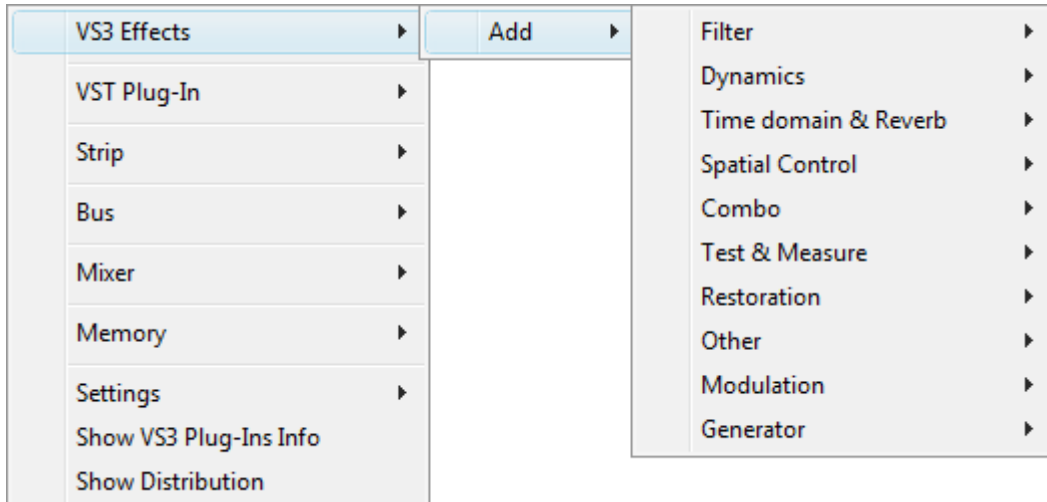 VS3 Effects
VST Plug-In
Strip
Bus
Mixer
Memory
Settings
Show VS3 Plug-Ins Info
Show Distribution
Add
Filter
Dynamics
Time domain & Reverb
Spatial Control
Combo
Test & Measure
Restoration
Other
Modulation
Generator